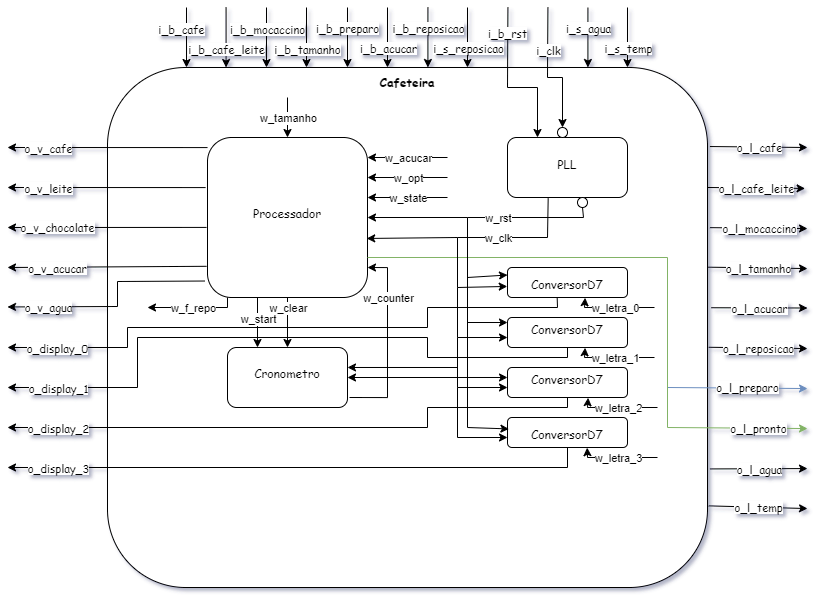 i_b_cafe
i_b_mocaccino
i_b_preparo
i_b_reposicao
i_b_rst
i_s_agua
i_b_cafe_leite
i_b_tamanho
i_b_acucar
i_s_reposicao
i_clk
i_s_temp
Cafeteira
w_tamanho
o_v_cafe
w_acucar
PLL
o_l_cafe
w_opt
o_v_leite
w_state
o_l_cafe_leite
Processador
w_rst
o_v_chocolate
w_clk
o_l_mocaccino
o_v_acucar
o_l_tamanho
ConversorD7
w_counter
o_v_agua
w_f_repo
w_clear
w_letra_0
o_l_acucar
w_start
ConversorD7
o_display_0
o_l_reposicao
w_letra_1
Cronometro
ConversorD7
o_display_1
o_l_preparo
w_letra_2
o_display_2
ConversorD7
o_l_pronto
w_letra_3
o_display_3
o_l_agua
o_l_temp